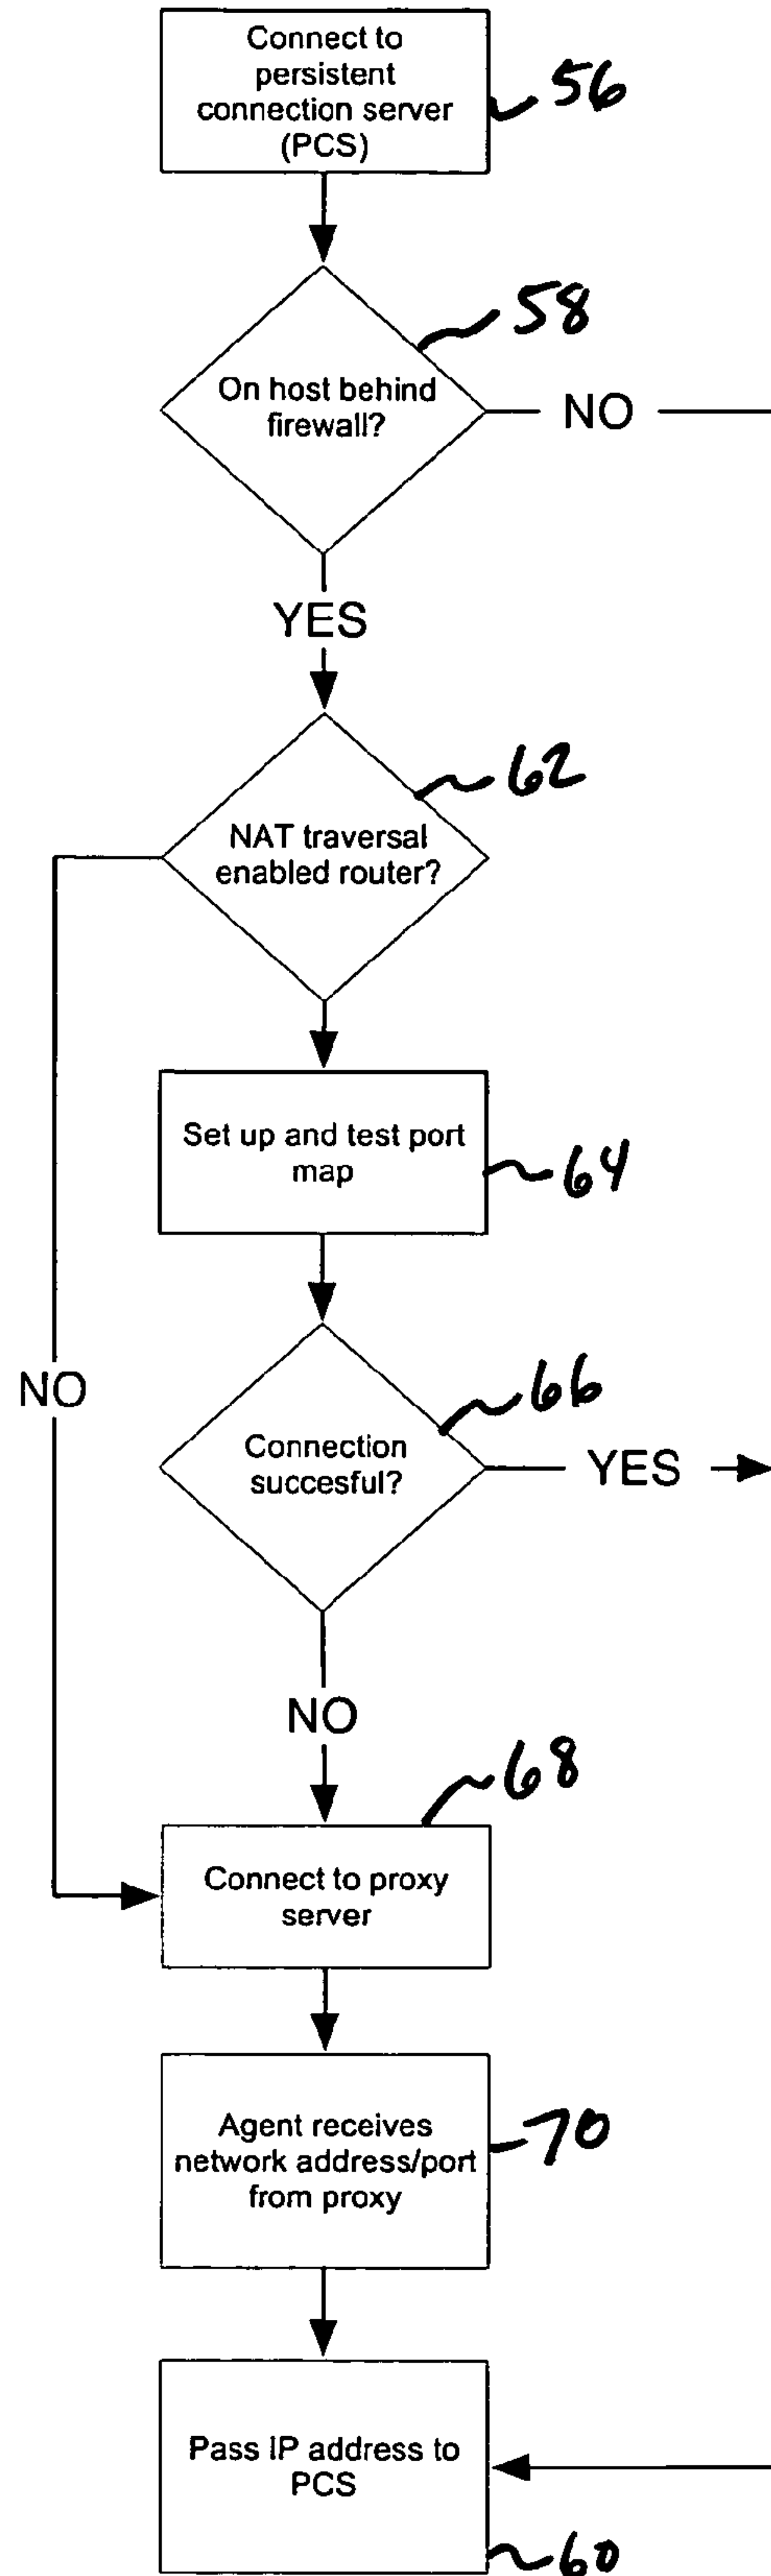 Connect to
persistent
connection server
(PCS)
56
58
On host behind
firewall?
NO
YES
62
NAT traversal
enabled router?
Set up and test port
map
64
NO
66
Connection
succesful?
YES
NO
68
Connect to proxy
server
Agent receives
network address/port
from proxy
70
Pass IP address to
PCS
60